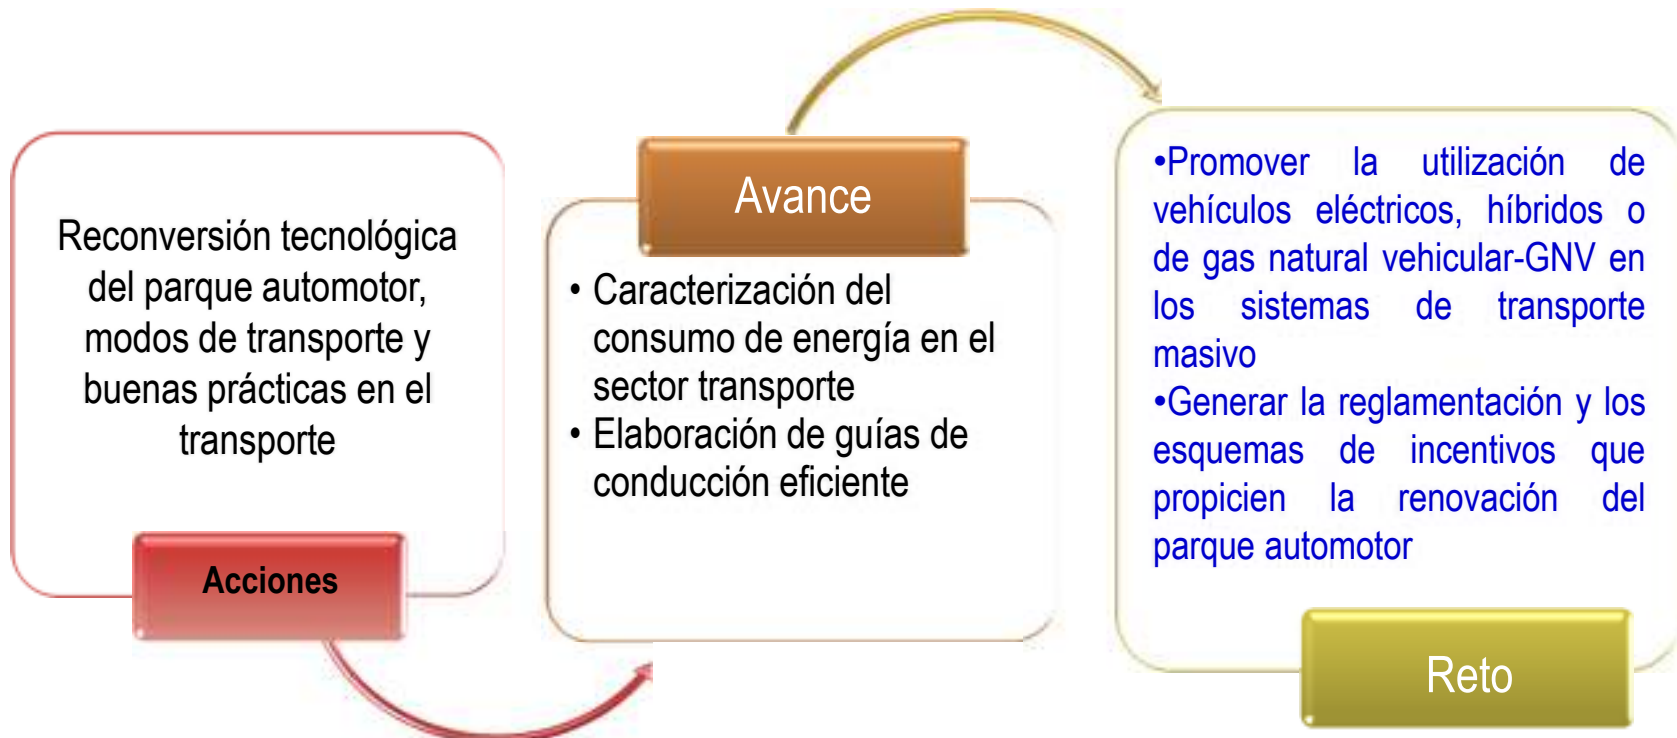 Reconversión tecnológica
del parque automotor,
modos de transporte y
buenas prácticas en el
transporte
Acciones
Avance
• Caracterización del
consumo de energía en el
sector transporte
• Elaboración de guías de
conducción eficiente
•Promover la utilización de
vehículos eléctricos, híbridos o
de gas natural vehicular-GNV en
los sistemas de transporte
masivo
•Generar la reglamentación y los
esquemas de incentivos que
propicien la renovación del
parque automotor
Reto